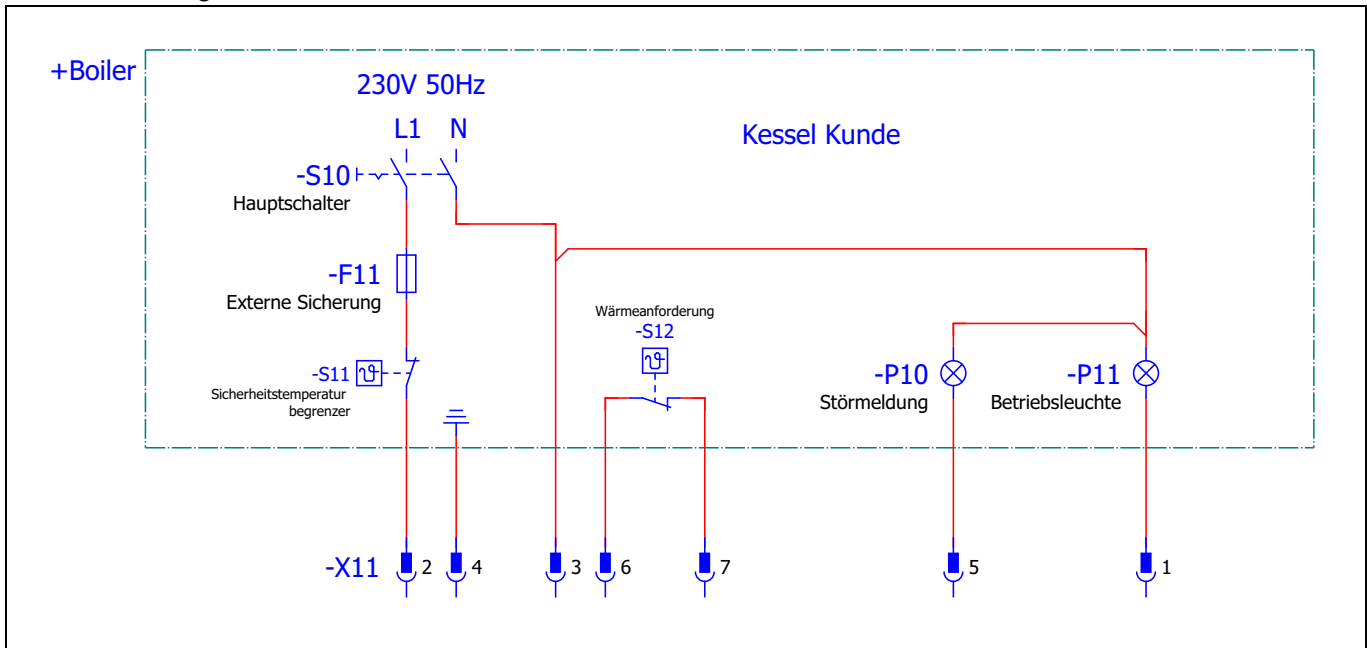 +Boiler
230V 50Hz
L1 N
Kessel Kunde
-S10
Hauptschalter
-F11
Externe Sicherung
Wärmeanforderung
-S12
ϑ
-S11 ϑ
Sicherheitstemperatur
begrenzer
-P10
Störmeldung
-P11
Betriebsleuchte
-X11 2 4 3 6 7 5 1